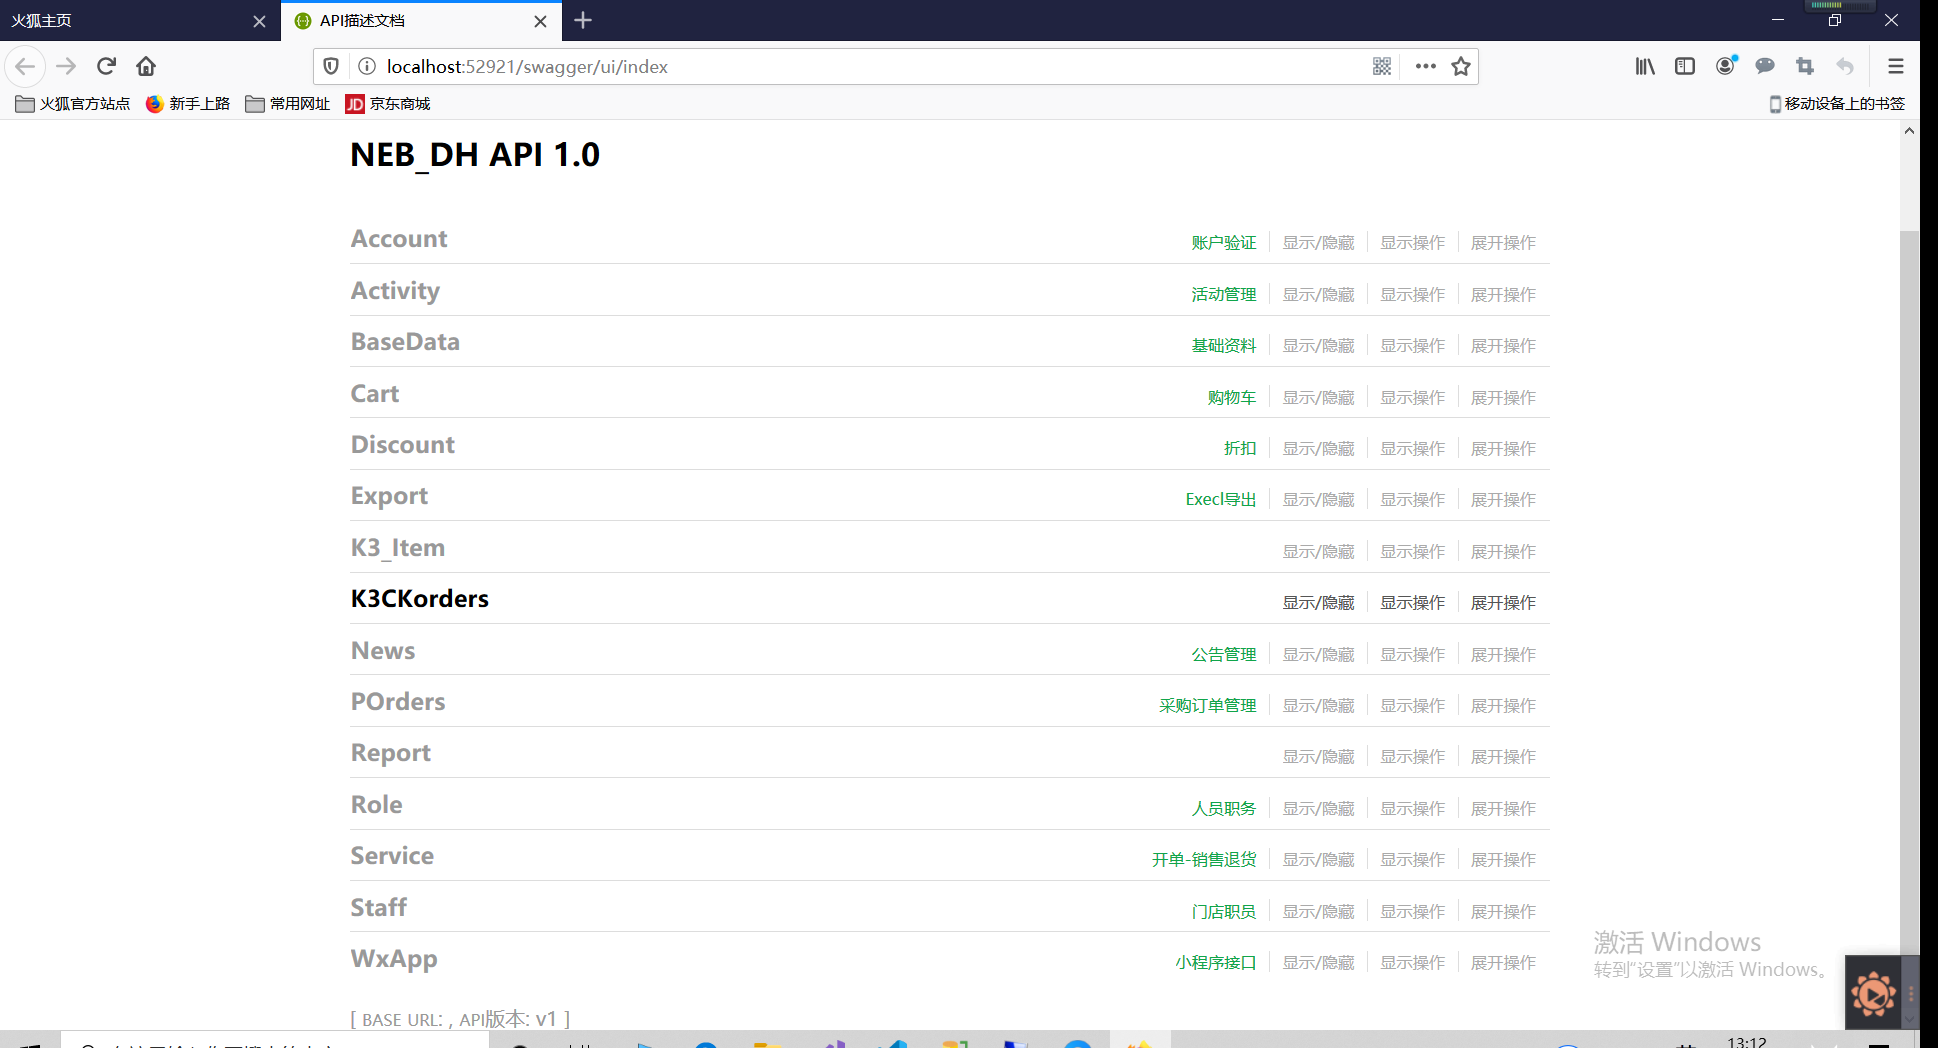 火狐主页
API描述文档
localhost:52921/swagger/ui/index
火狐官方站点 新手上路 常用网址 JD 京东商城 移动设备上的书签
NEB_DH API 1.0
Account 账户验证 显示/隐藏 显示操作 展开操作
Activity 活动管理 显示/隐藏 显示操作 展开操作
BaseData 基础资料 显示/隐藏 显示操作 展开操作
Cart 购物车 显示/隐藏 显示操作 展开操作
Discount 折扣 显示/隐藏 显示操作 展开操作
Export Execl导出 显示/隐藏 显示操作 展开操作
K3_Item 显示/隐藏 显示操作 展开操作
K3CKorders 显示/隐藏 显示操作 展开操作
News 公告管理 显示/隐藏 显示操作 展开操作
POrders 采购订单管理 显示/隐藏 显示操作 展开操作
Report 显示/隐藏 显示操作 展开操作
Role 人员职务 显示/隐藏 显示操作 展开操作
Service 开单-销售退货 显示/隐藏 显示操作 展开操作
Staff 门店职员 显示/隐藏 显示操作 展开操作
WxApp 小程序接口 显示/隐藏 显示操作 展开操作
激活 Windows
转到“设置”以激活 Windows。
[ BASE URL: , API版本: v1 ]
13:12